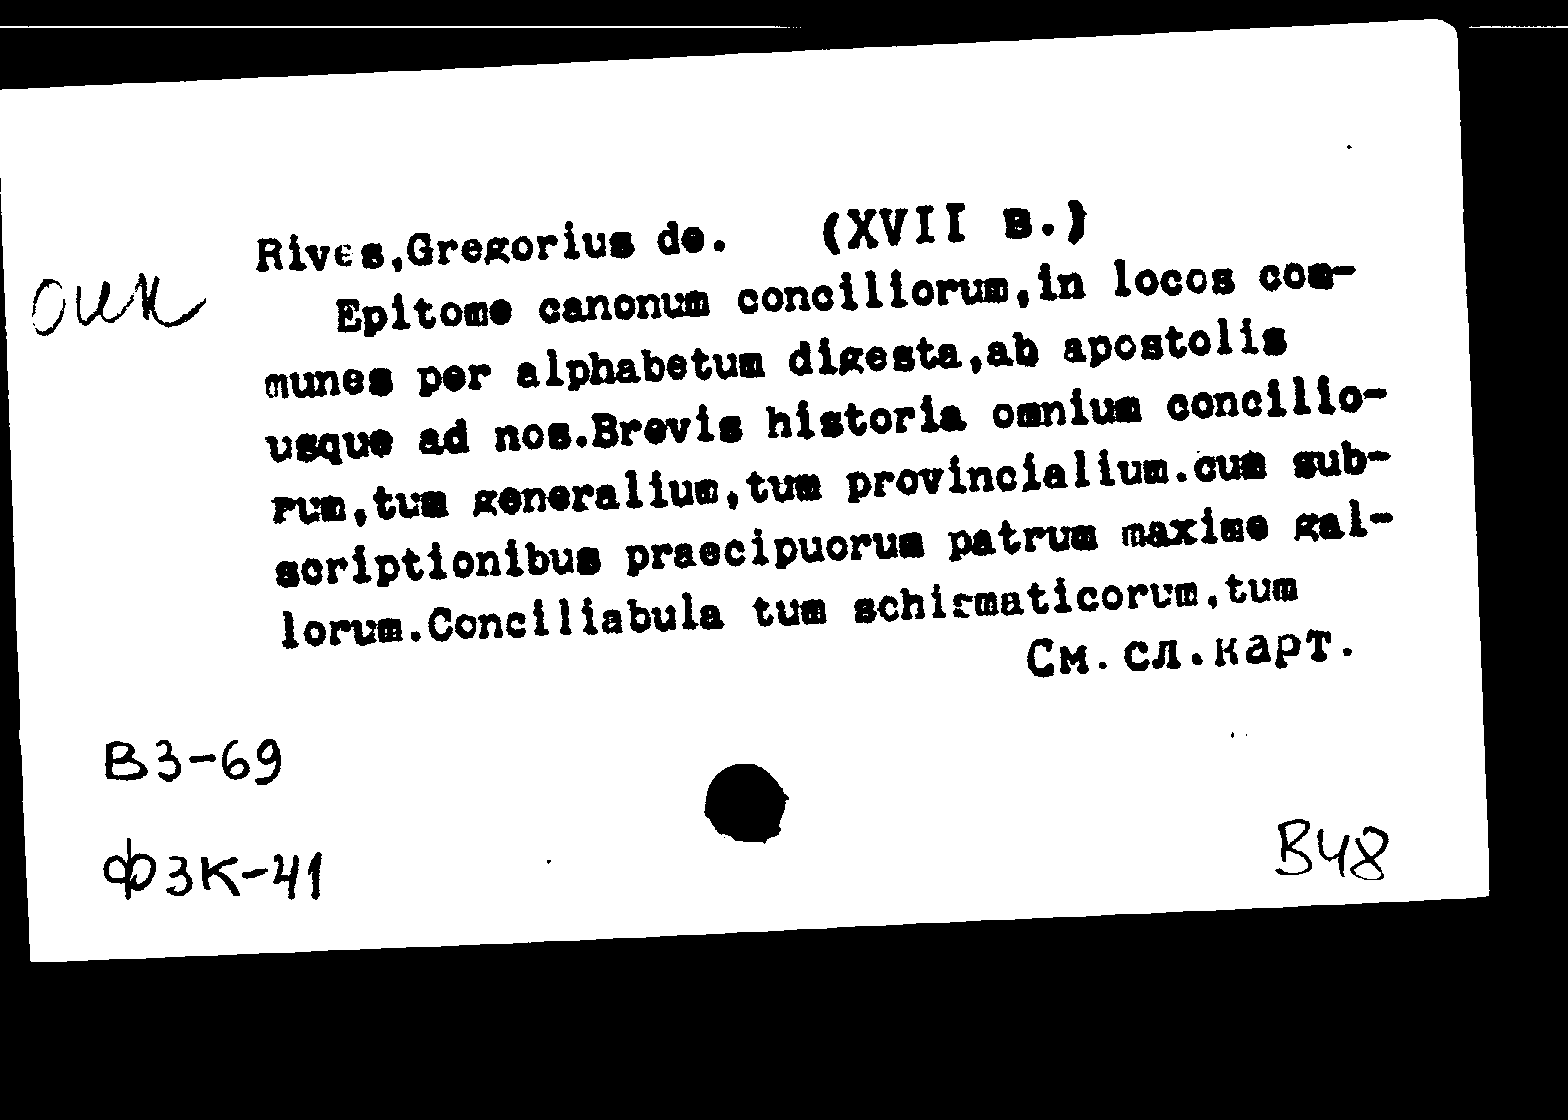 Rives,Gregorius de. (XVII в.)
оик
Epitome canonum conciliorum,in locos com-
munes per alphabetum digesta,ab apostolis
usque ad nos.Brevis historia omnium concilio-
rum,tum generalium,tum provincialium.cum sub-
scriptionibus praecipuorum patrum maxime gal-
lorum.Conciliabula tum schismaticorum,tum
См.сл.карт.
В3-69
ФЗК-41
В48